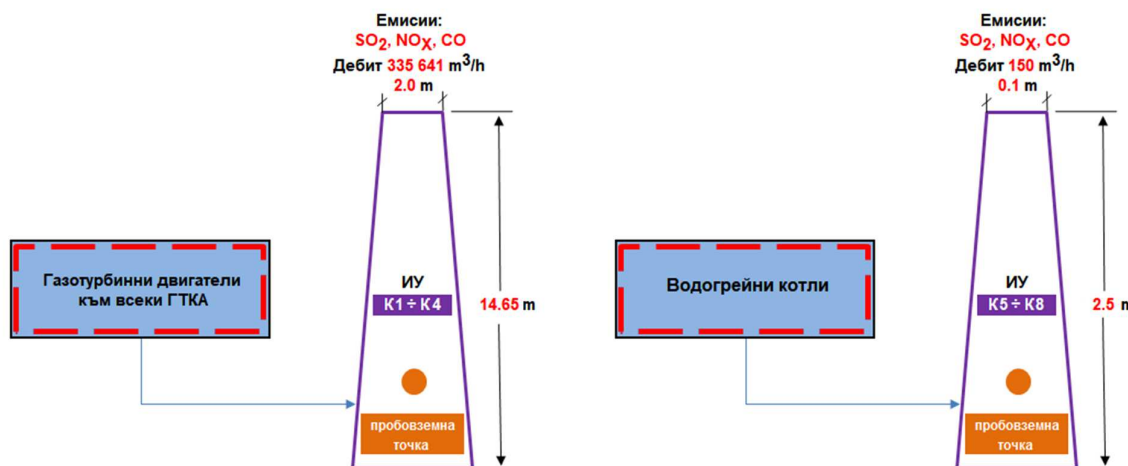 Емисии:
SO2, NOX, CO
Дебит 335 641 m3/h
2.0 m
Газотурбинни двигатели
към всеки ГТКА
ИУ
К1 ÷ К4
14.65 m
пробовземна
точка
Емисии:
SO2, NOX, CO
Дебит 150 m3/h
0.1 m
Водогрейни котли
ИУ
К5 ÷ К8
2.5 m
пробовземна
точка